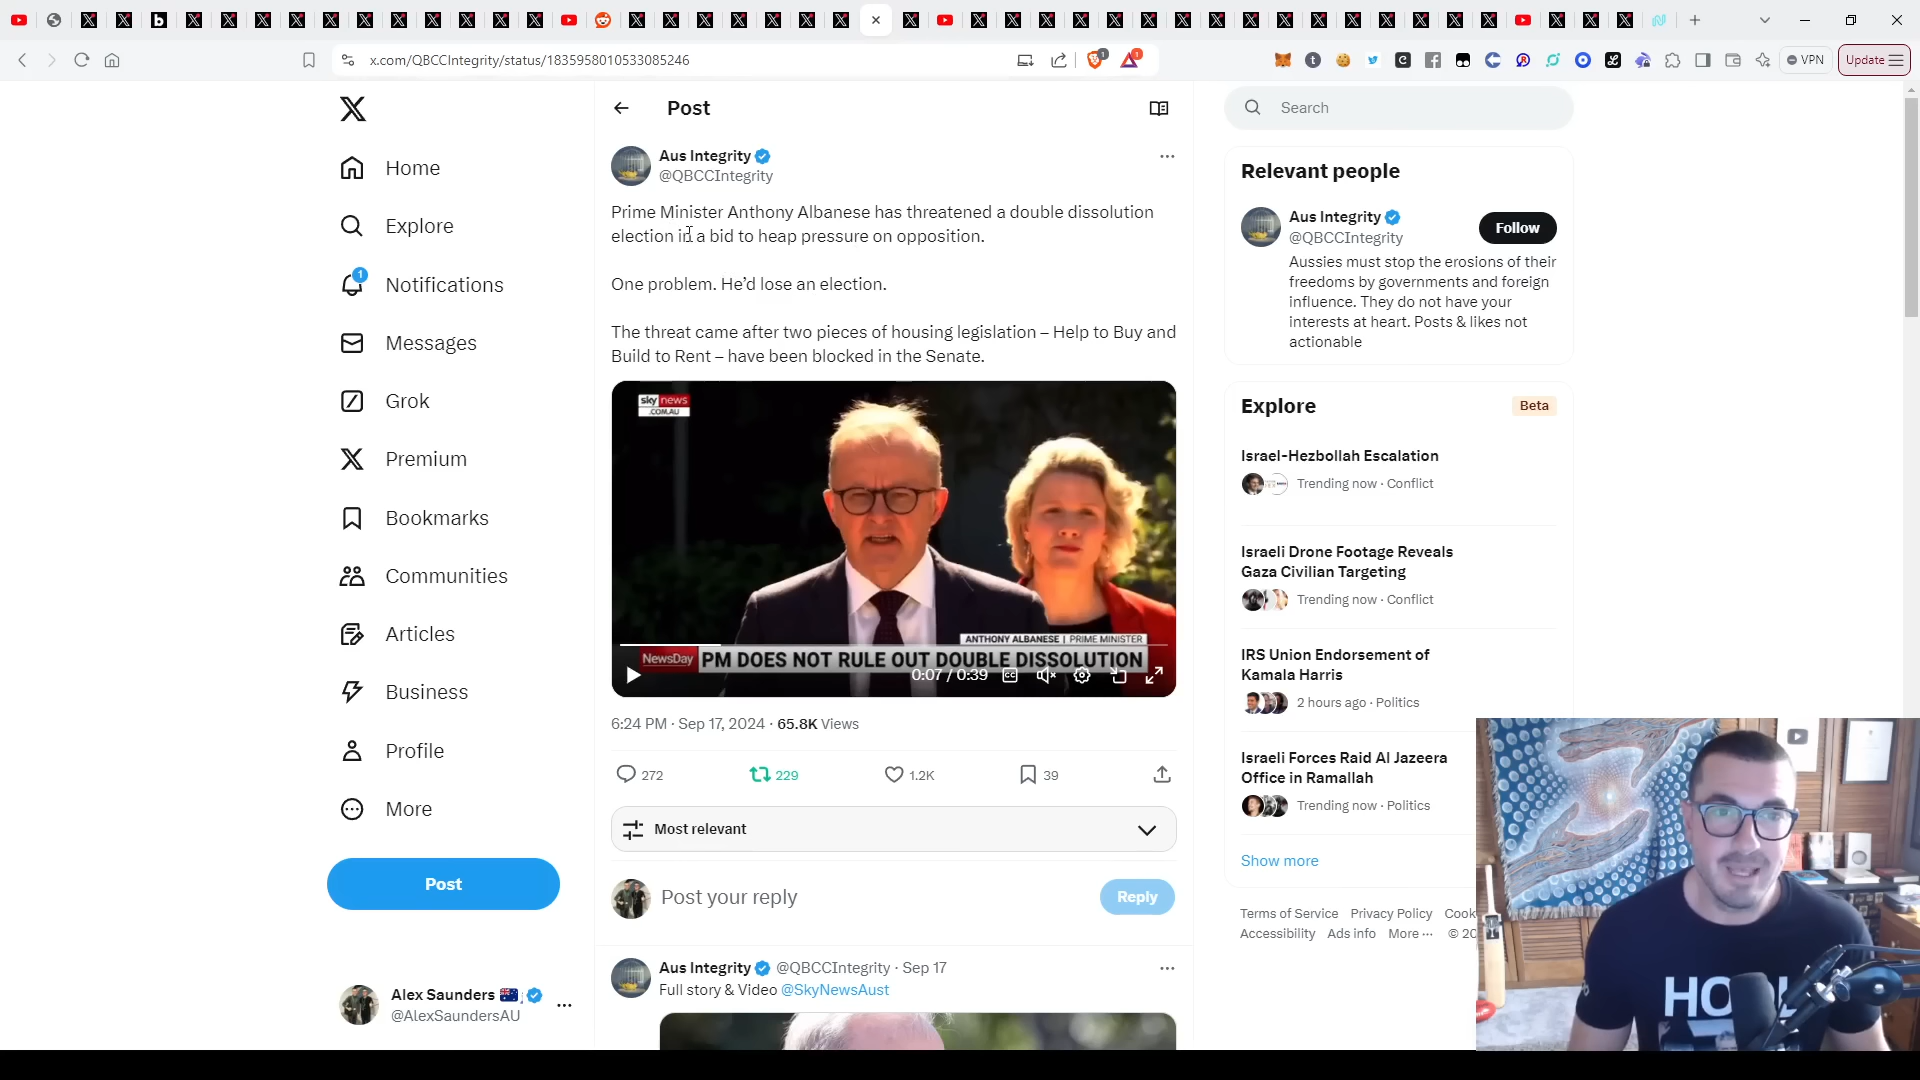 x.com/QBCCIntegrity/status/1835958010533085246
VPN
Update
Home
Explore
1
Notifications
Messages
Grok
Premium
Bookmarks
Communities
Articles
Business
Profile
More
Post
Alex Saunders
@AlexSaundersAU
Post
Aus Integrity
@QBCCIntegrity
Prime Minister Anthony Albanese has threatened a double dissolution
election in a bid to heap pressure on opposition.
One problem. He’d lose an election.
The threat came after two pieces of housing legislation – Help to Buy and
Build to Rent – have been blocked in the Senate.
sky news
.COM.AU
ANTHONY ALBANESE | PRIME MINISTER
NewsDay
PM DOES NOT RULE OUT DOUBLE DISSOLUTION
0:07 / 0:39
6:24 PM · Sep 17, 2024 · 65.8K Views
272
229
1.2K
39
Most relevant
Post your reply
Reply
Aus Integrity @QBCCIntegrity · Sep 17
Full story & Video @SkyNewsAust
Search
Relevant people
Aus Integrity
@QBCCIntegrity
Follow
Aussies must stop the erosions of their
freedoms by governments and foreign
influence. They do not have your
interests at heart. Posts & likes not
actionable
Explore
Beta
Israel-Hezbollah Escalation
Trending now · Conflict
Israeli Drone Footage Reveals
Gaza Civilian Targeting
Trending now · Conflict
IRS Union Endorsement of
Kamala Harris
2 hours ago · Politics
Israeli Forces Raid Al Jazeera
Office in Ramallah
Trending now · Politics
Show more
Terms of Service Privacy Policy Cook
Accessibility Ads info More ··· © 20